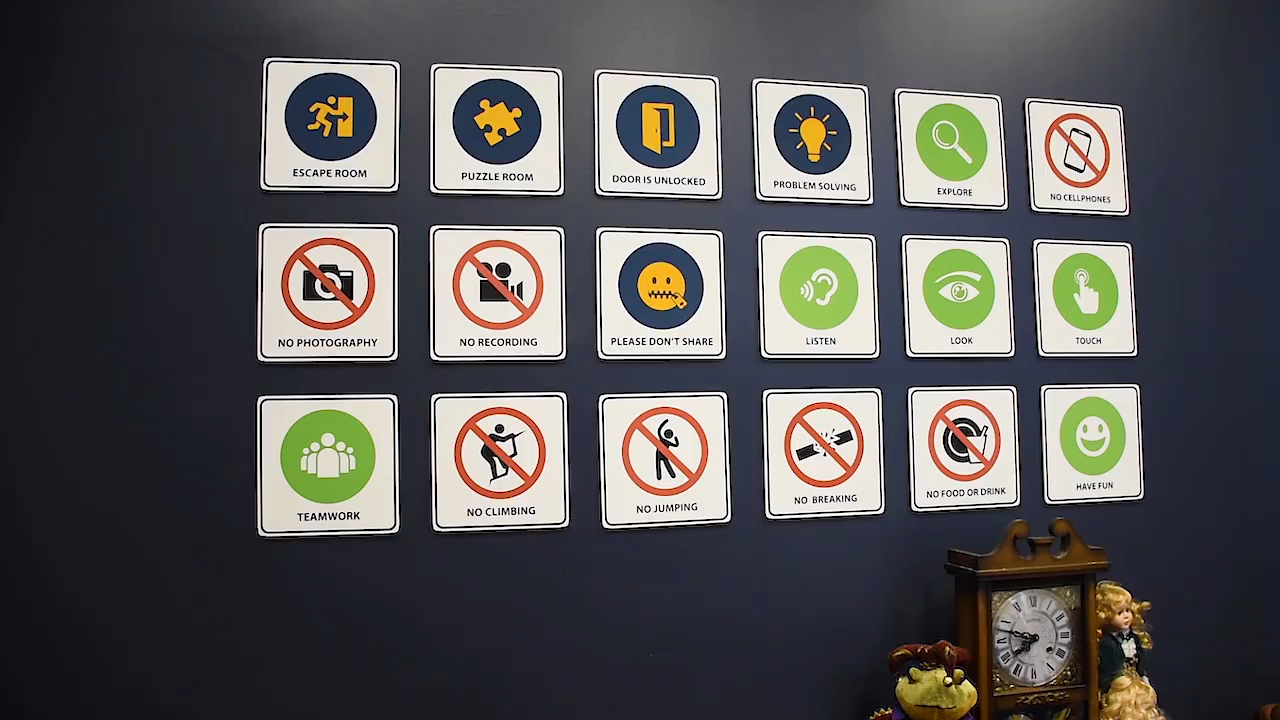 ESCAPE ROOM
PUZZLE ROOM
DOOR IS UNLOCKED
PROBLEM SOLVING
EXPLORE
NO CELLPHONES
NO PHOTOGRAPHY
NO RECORDING
PLEASE DON'T SHARE
LISTEN
LOOK
TOUCH
TEAMWORK
NO CLIMBING
NO JUMPING
NO BREAKING
NO FOOD OR DRINK
HAVE FUN